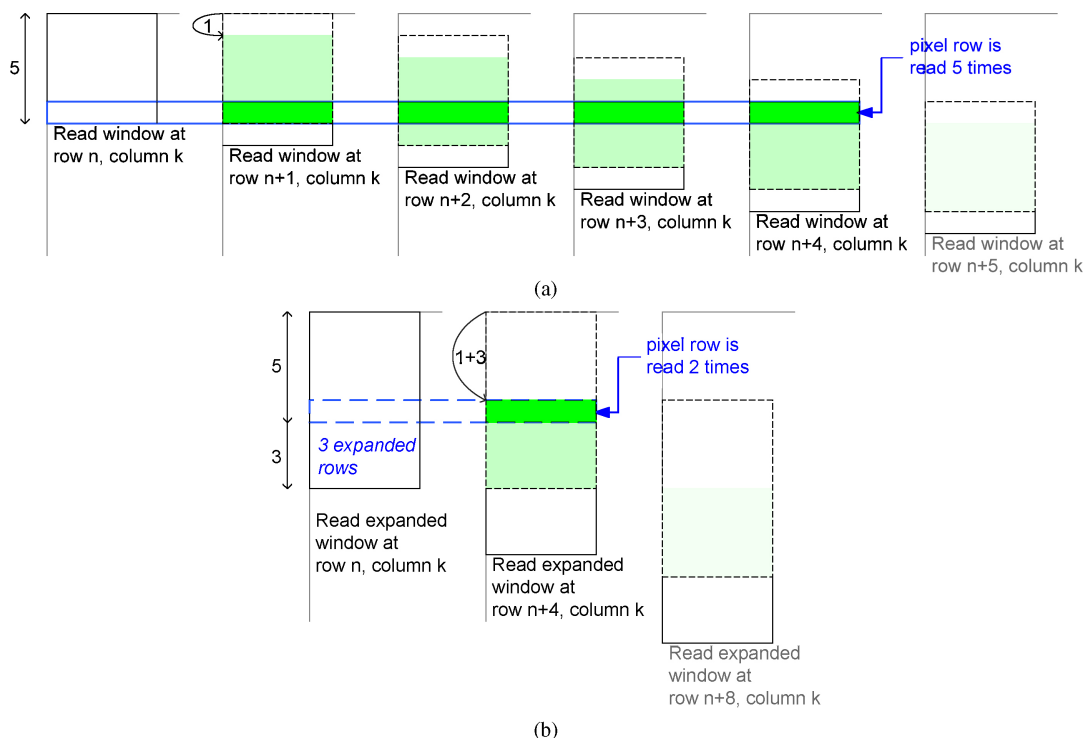 1
5
pixel row is
read 5 times
Read window at
row n, column k
Read window at
row n+1, column k
Read window at
row n+2, column k
Read window at
row n+3, column k
Read window at
row n+4, column k
Read window at
row n+5, column k
(a)
5
1+3
pixel row is
read 2 times
3
3 expanded
rows
Read expanded
window at
row n, column k
Read expanded
window at
row n+4, column k
Read expanded
window at
row n+8, column k
(b)